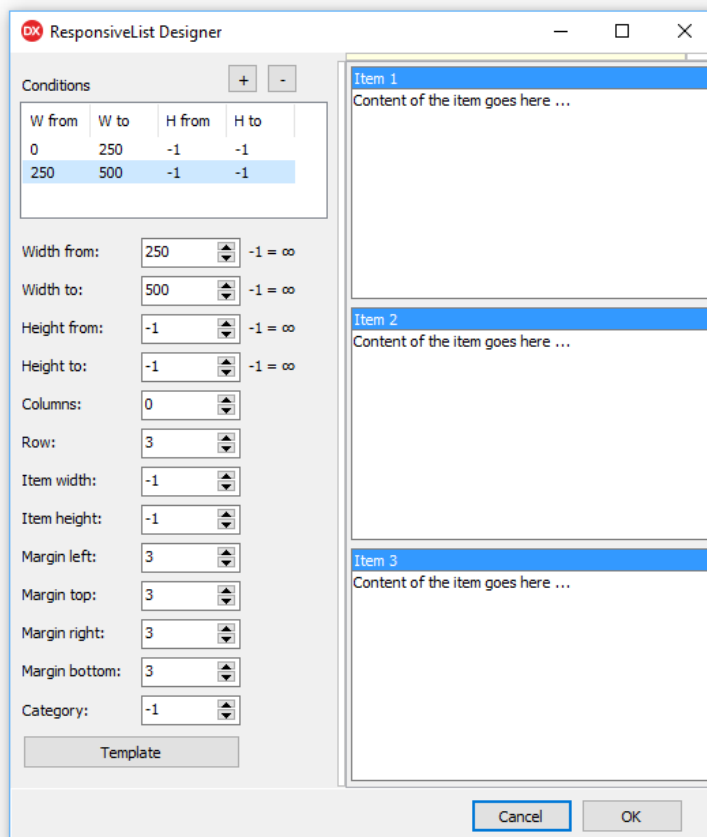 DX ResponsiveList Designer
Conditions + -
W from W to H from H to
0 250 -1 -1
250 500 -1 -1
Width from: 250 -1 = ∞
Width to: 500 -1 = ∞
Height from: -1 -1 = ∞
Height to: -1 -1 = ∞
Columns: 0
Row: 3
Item width: -1
Item height: -1
Margin left: 3
Margin top: 3
Margin right: 3
Margin bottom: 3
Category: -1
Template
Item 1
Content of the item goes here ...
Item 2
Content of the item goes here ...
Item 3
Content of the item goes here ...
Cancel OK